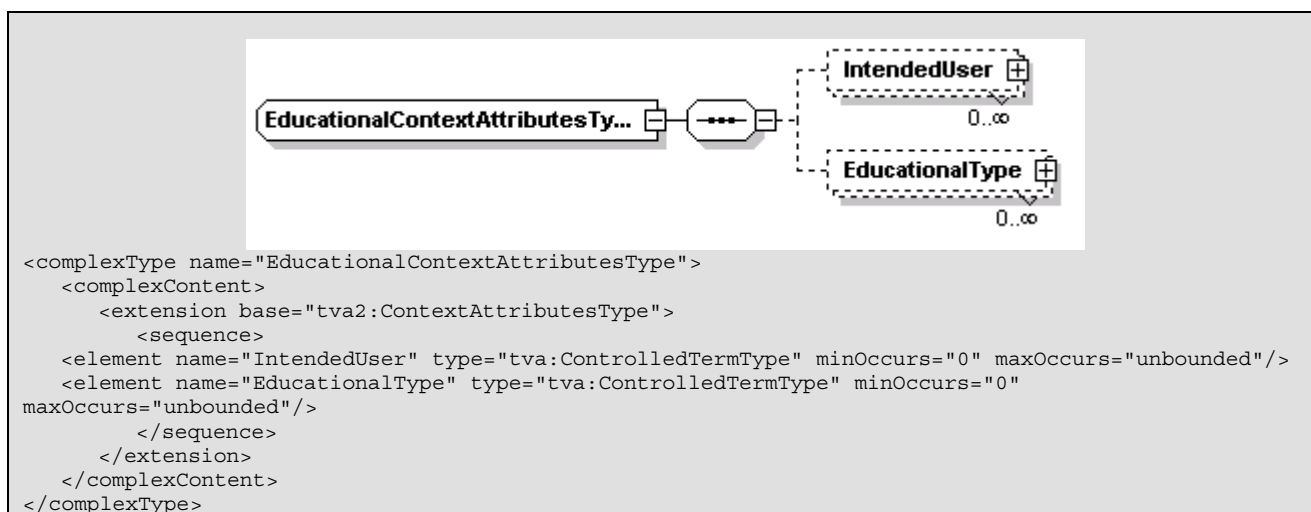 IntendedUser
0..∞
EducationalContextAttributesTy...
EducationalType
0..∞
<complexType name="EducationalContextAttributesType">
<complexContent>
<extension base="tva2:ContextAttributesType">
<sequence>
<element name="IntendedUser" type="tva:ControlledTermType" minOccurs="0" maxOccurs="unbounded"/>
<element name="EducationalType" type="tva:ControlledTermType" minOccurs="0"
maxOccurs="unbounded"/>
</sequence>
</extension>
</complexContent>
</complexType>